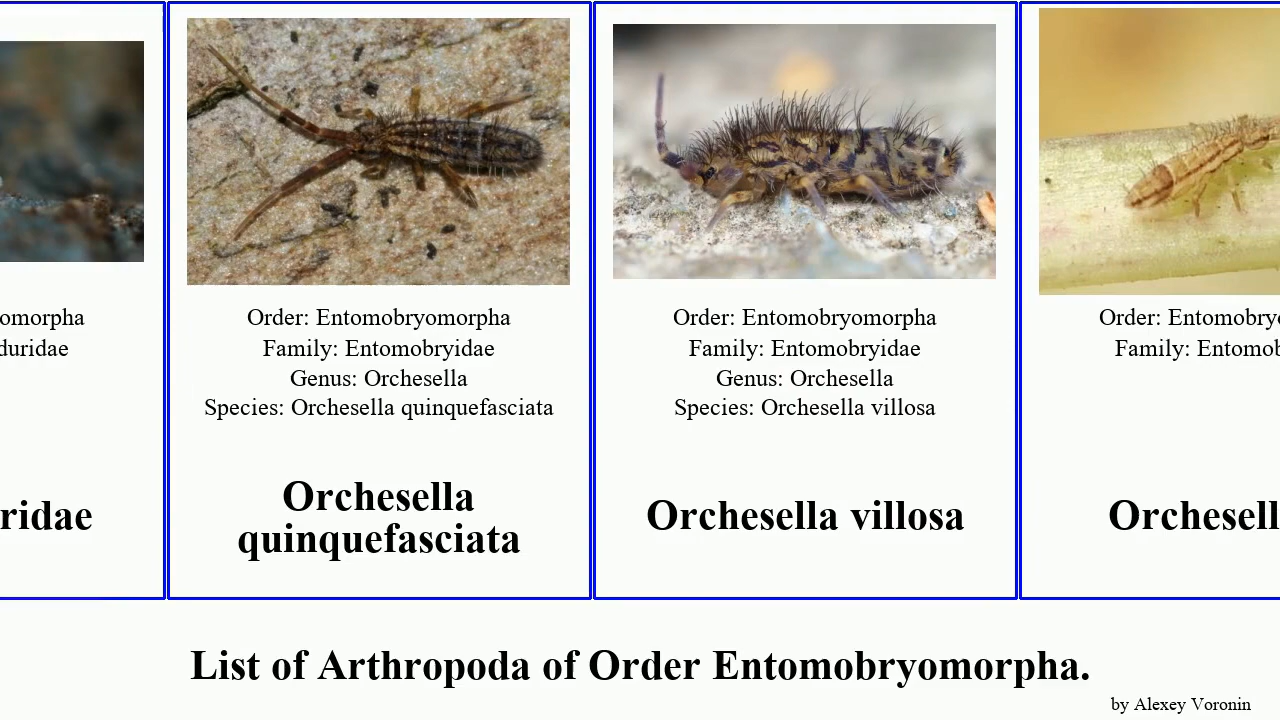 omorpha
duridae
ridae
Order: Entomobryomorpha
Family: Entomobryidae
Genus: Orchesella
Species: Orchesella quinquefasciata
Orchesella
quinquefasciata
Order: Entomobryomorpha
Family: Entomobryidae
Genus: Orchesella
Species: Orchesella villosa
Orchesella villosa
Order: Entomobryo
Family: Entomob
Orchesell
List of Arthropoda of Order Entomobryomorpha.
by Alexey Voronin